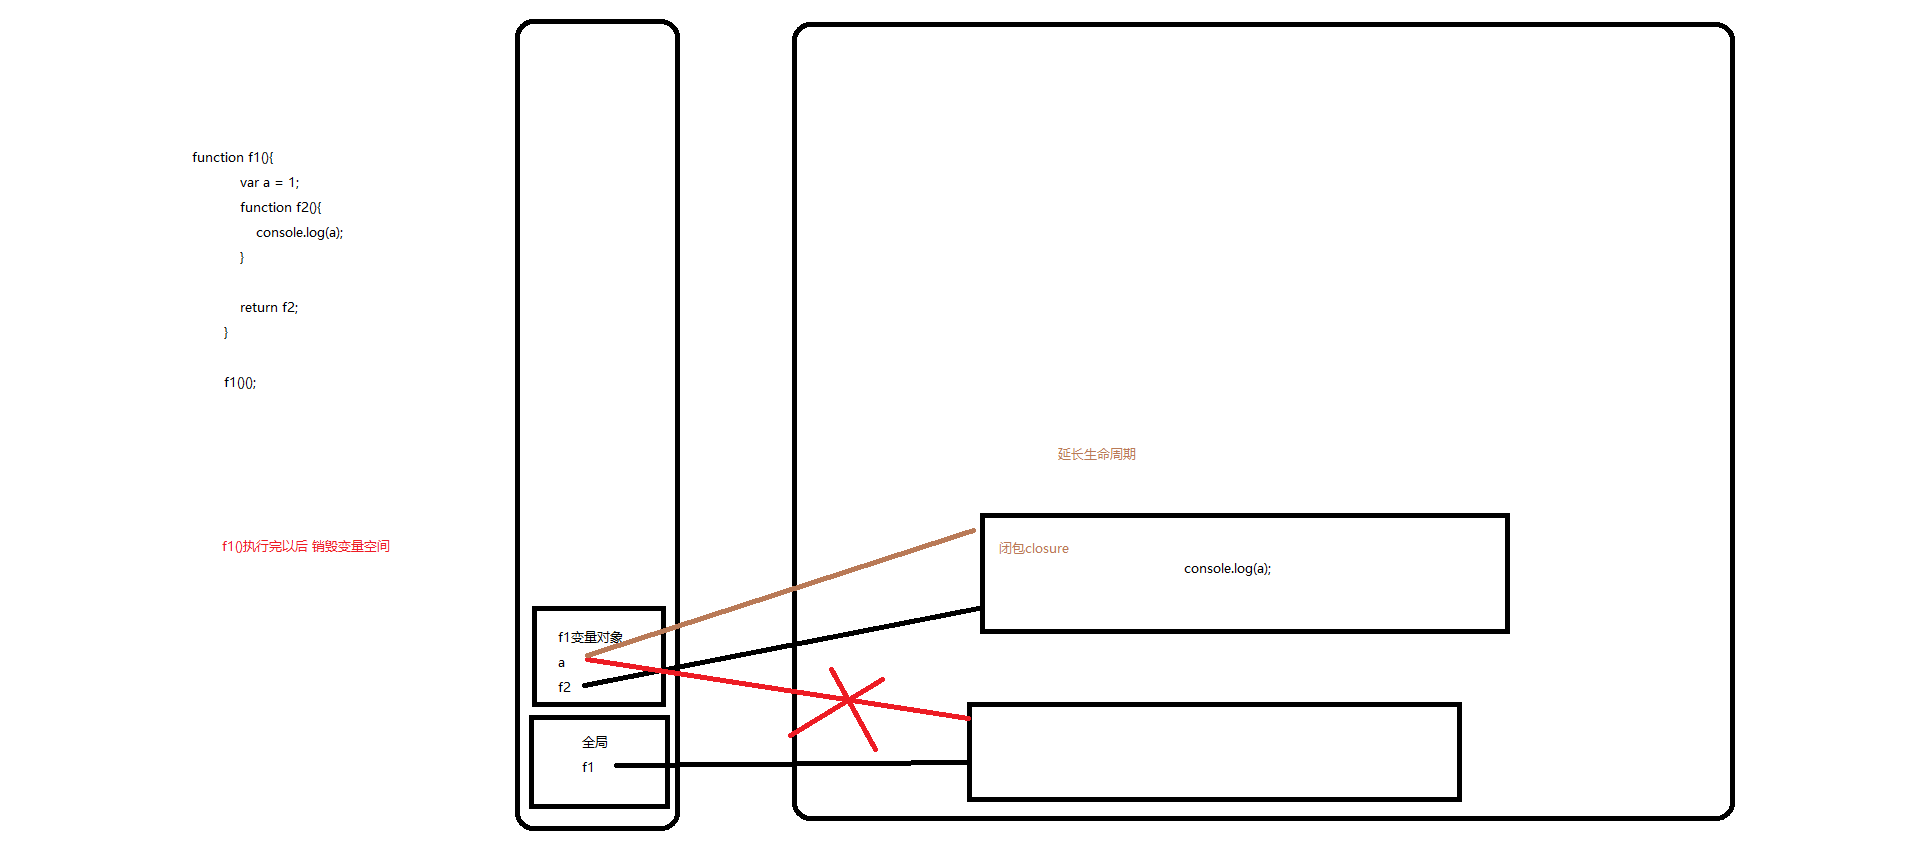 function f1(){
var a = 1;
function f2(){
console.log(a);
}
return f2;
}
f1()();
f1()执行完以后 销毁变量空间
f1变量对象
a
f2
全局
f1
延长生命周期
闭包closure
console.log(a);